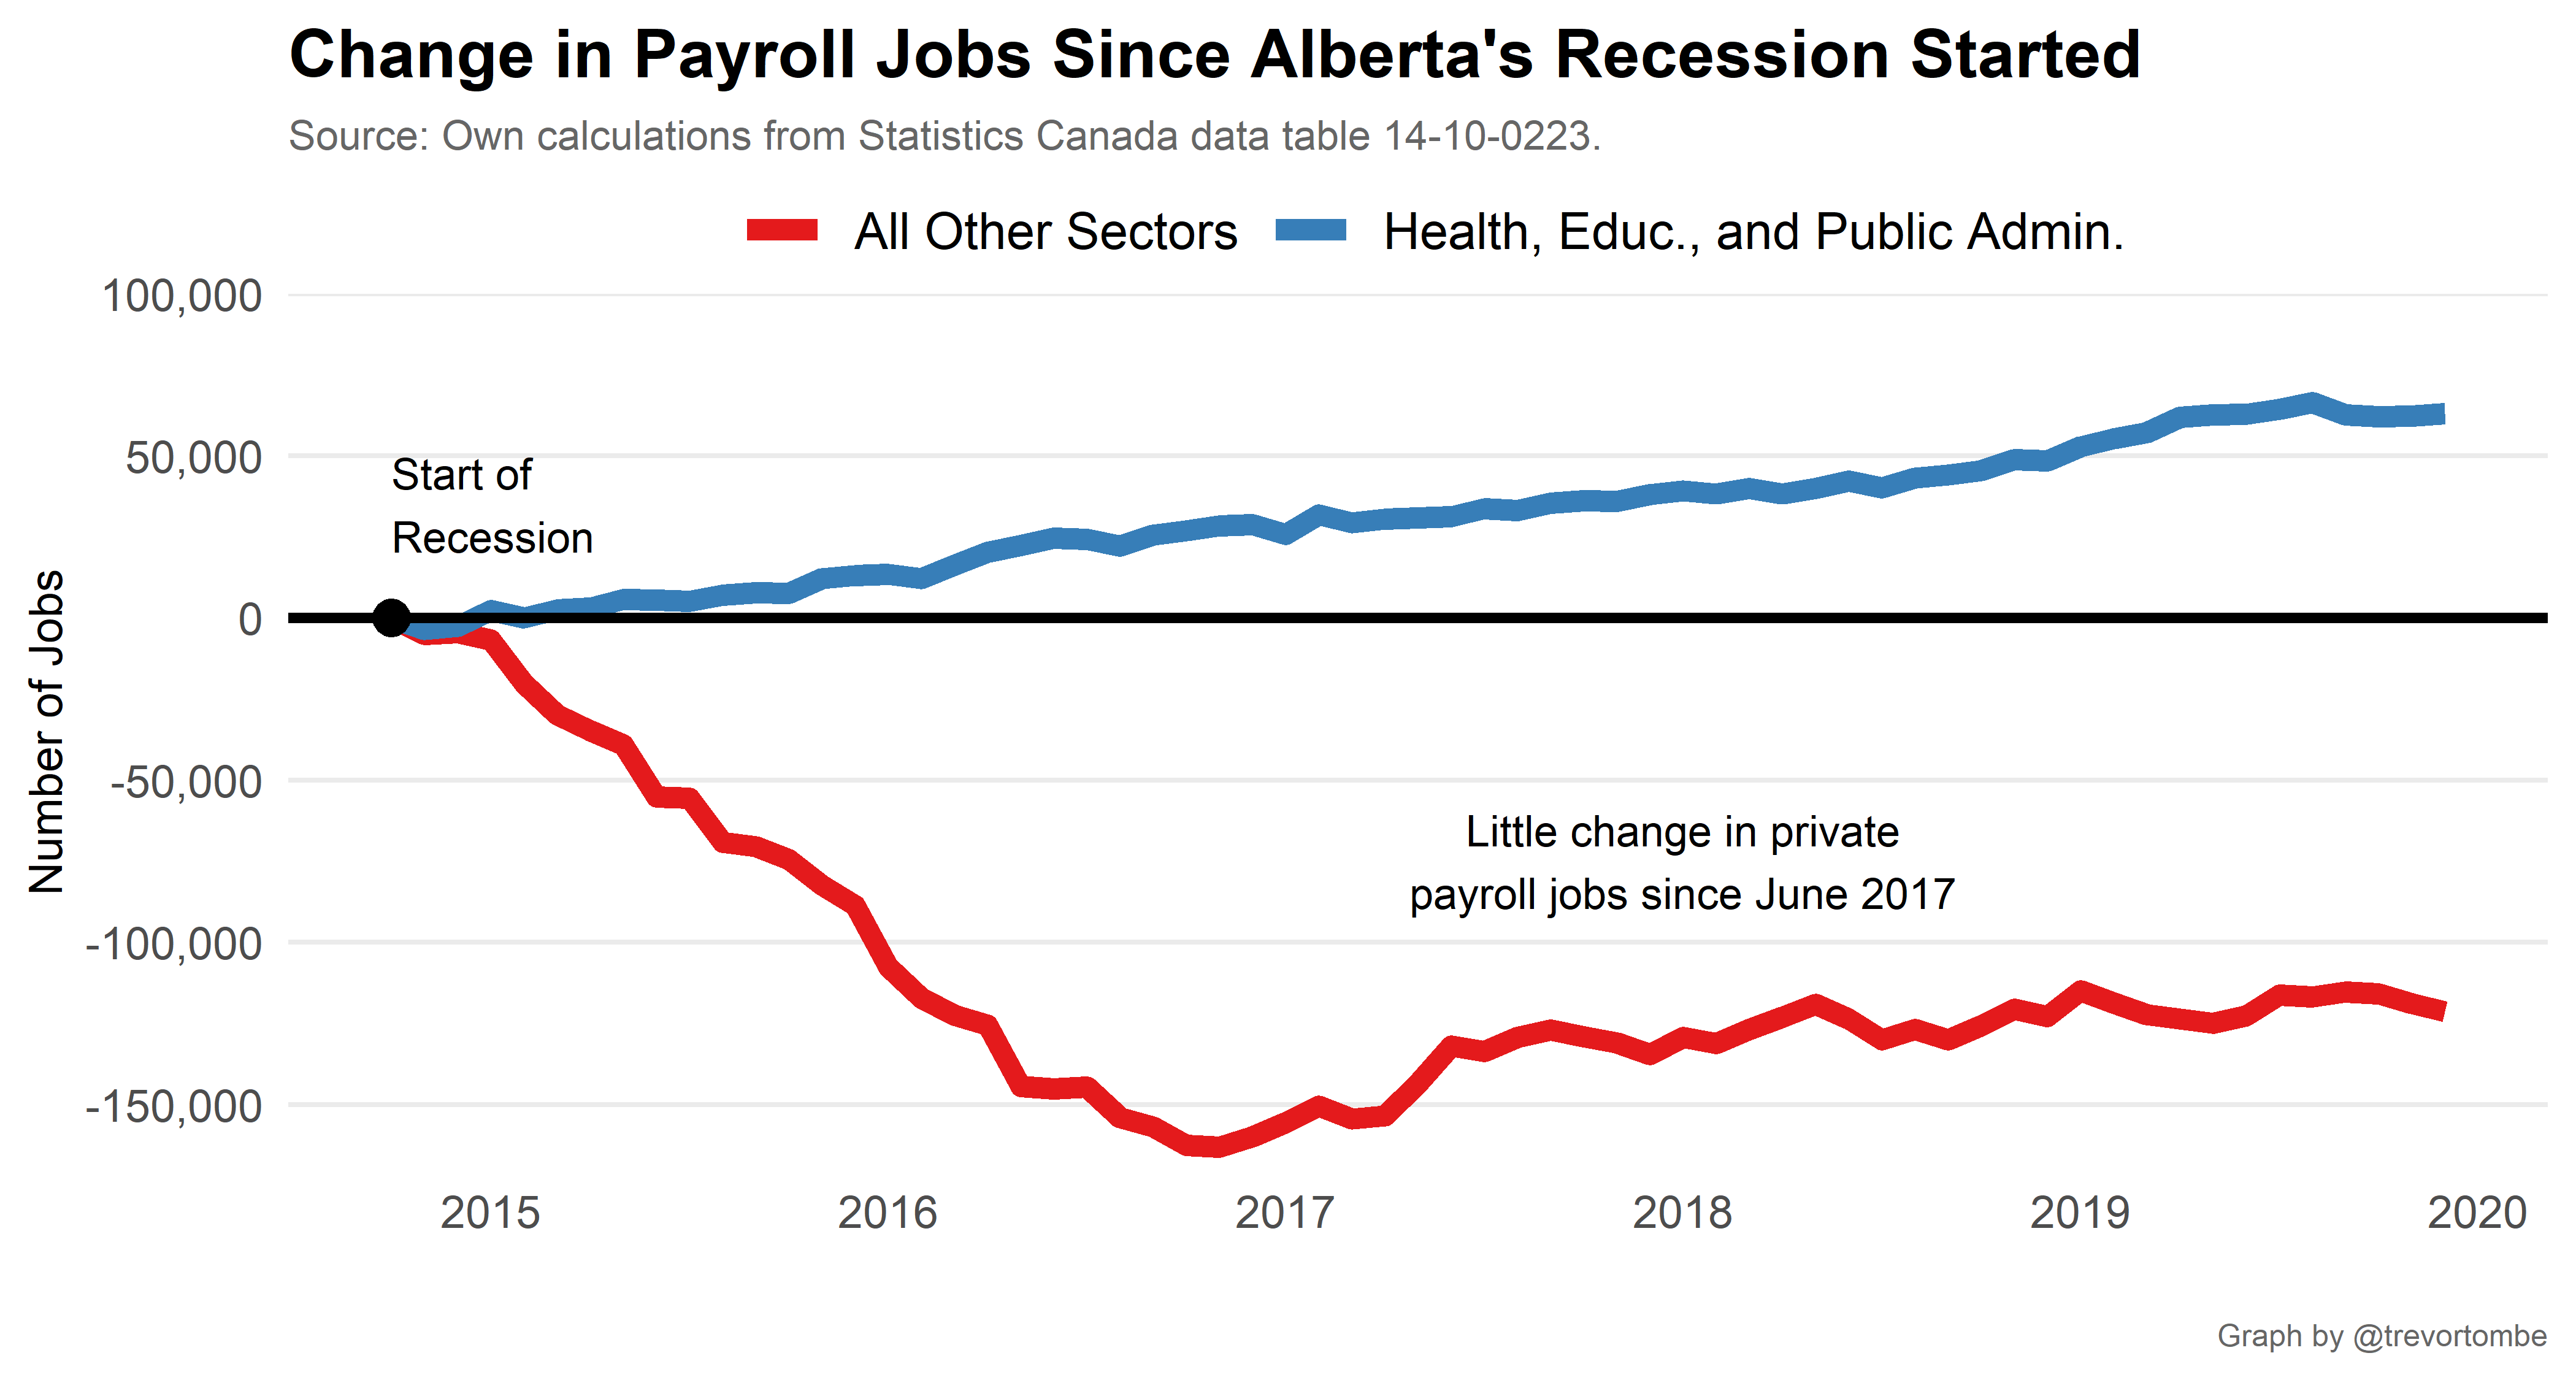 Change in Payroll Jobs Since Alberta's Recession Started
Source: Own calculations from Statistics Canada data table 14-10-0223.
All Other Sectors
Health, Educ., and Public Admin.
Number of Jobs
100,000
50,000
0
-50,000
-100,000
-150,000
Start of
Recession
Little change in private
payroll jobs since June 2017
2015
2016
2017
2018
2019
2020
Graph by @trevortombe